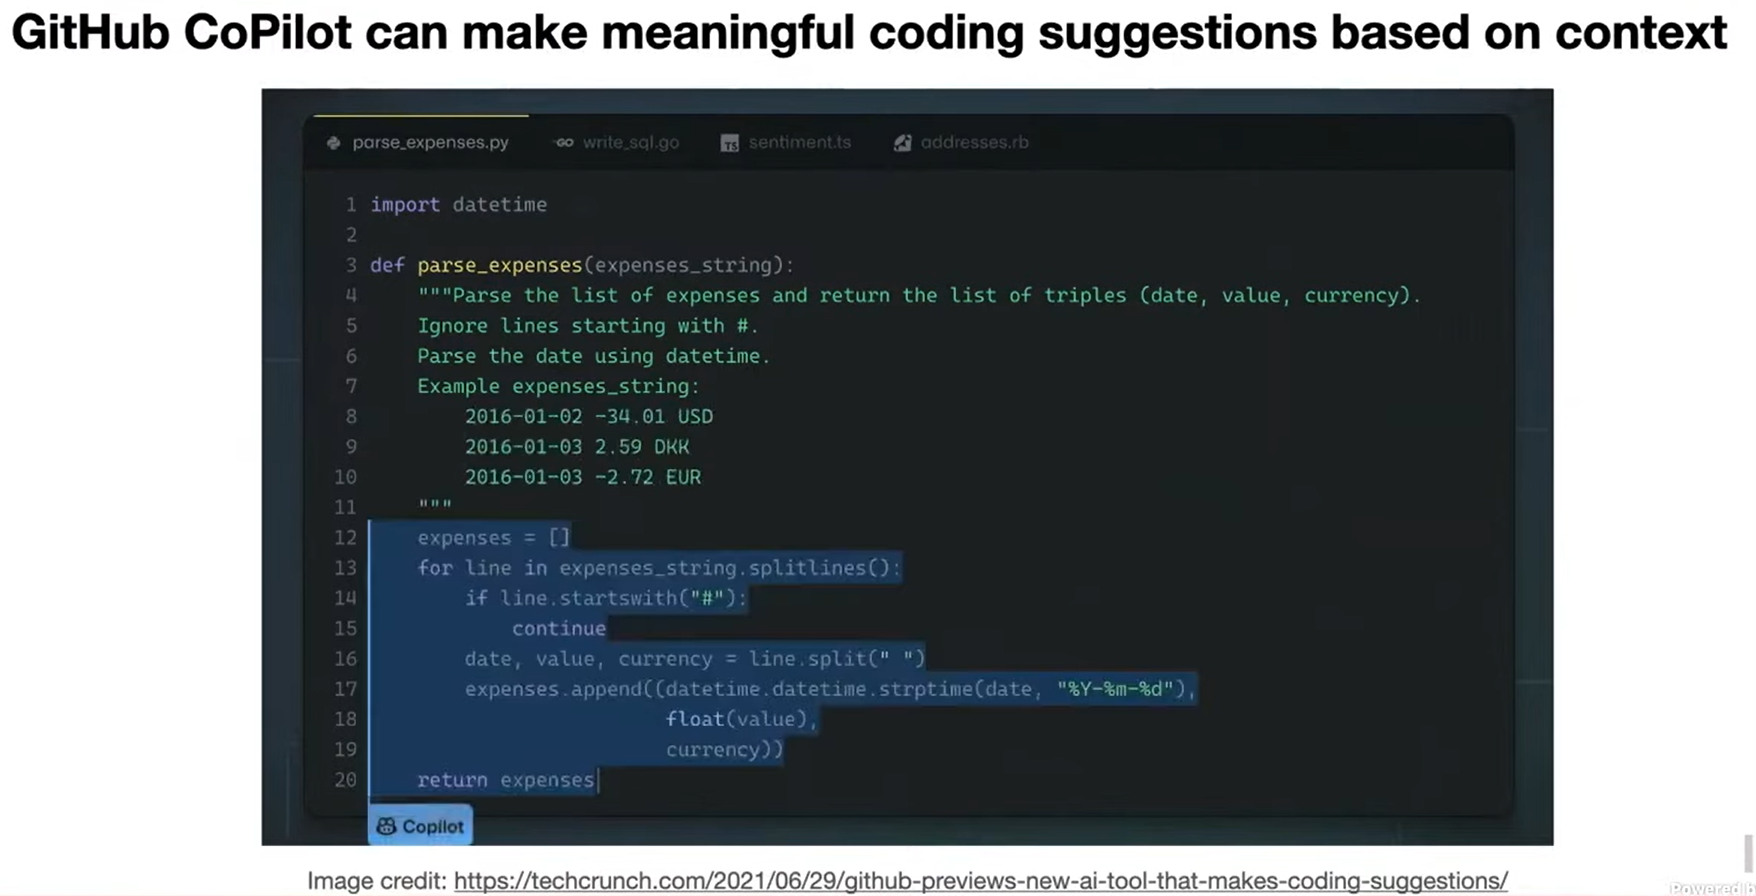 GitHub CoPilot can make meaningful coding suggestions based on context
parse_expenses.py write_sql.go TS sentiment.ts addresses.rb
1 import datetime
2
3 def parse_expenses(expenses_string):
4     """Parse the list of expenses and return the list of triples (date, value, currency).
5     Ignore lines starting with #.
6     Parse the date using datetime.
7     Example expenses_string:
8         2016-01-02 -34.01 USD
9         2016-01-03 2.59 DKK
10         2016-01-03 -2.72 EUR
11     """
12     expenses = []
13     for line in expenses_string.splitlines():
14         if line.startswith("#"):
15             continue
16         date, value, currency = line.split(" ")
17         expenses.append((datetime.datetime.strptime(date, "%Y-%m-%d"),
18                          float(value),
19                          currency))
20     return expenses
Copilot
Image credit: https://techcrunch.com/2021/06/29/github-previews-new-ai-tool-that-makes-coding-suggestions/
Powered